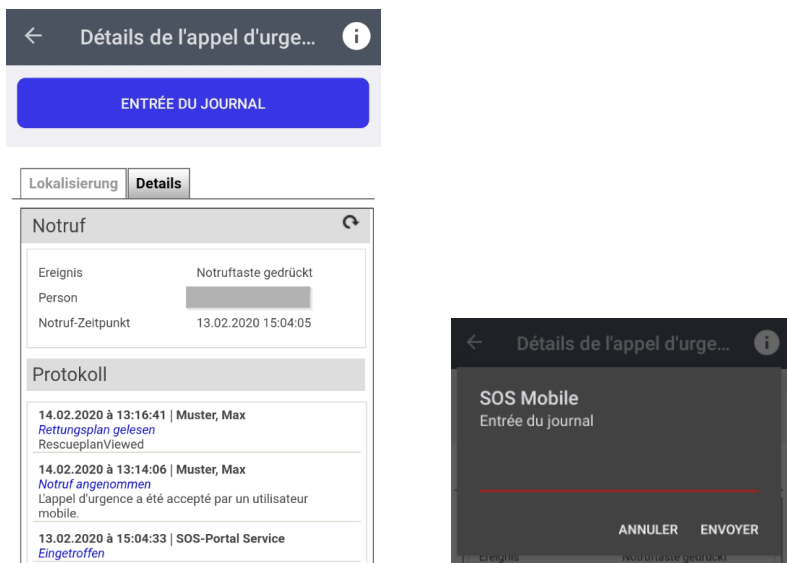 Détails de l'appel d'urge...
ENTRÉE DU JOURNAL
Lokalisierung Details
Notruf
Ereignis Notruftaste gedrückt
Person
Notruf-Zeitpunkt 13.02.2020 15:04:05
Protokoll
14.02.2020 à 13:16:41 | Muster, Max
Rettungsplan gelesen
RescueplanViewed
14.02.2020 à 13:14:06 | Muster, Max
Notruf angenommen
L'appel d'urgence a été accepté par un utilisateur
mobile.
13.02.2020 à 15:04:33 | SOS-Portal Service
Eingetroffen
Détails de l'appel d'urge...
SOS Mobile
Entrée du journal
ANNULER ENVOYER
Ereignis Notruftaste gedrückt